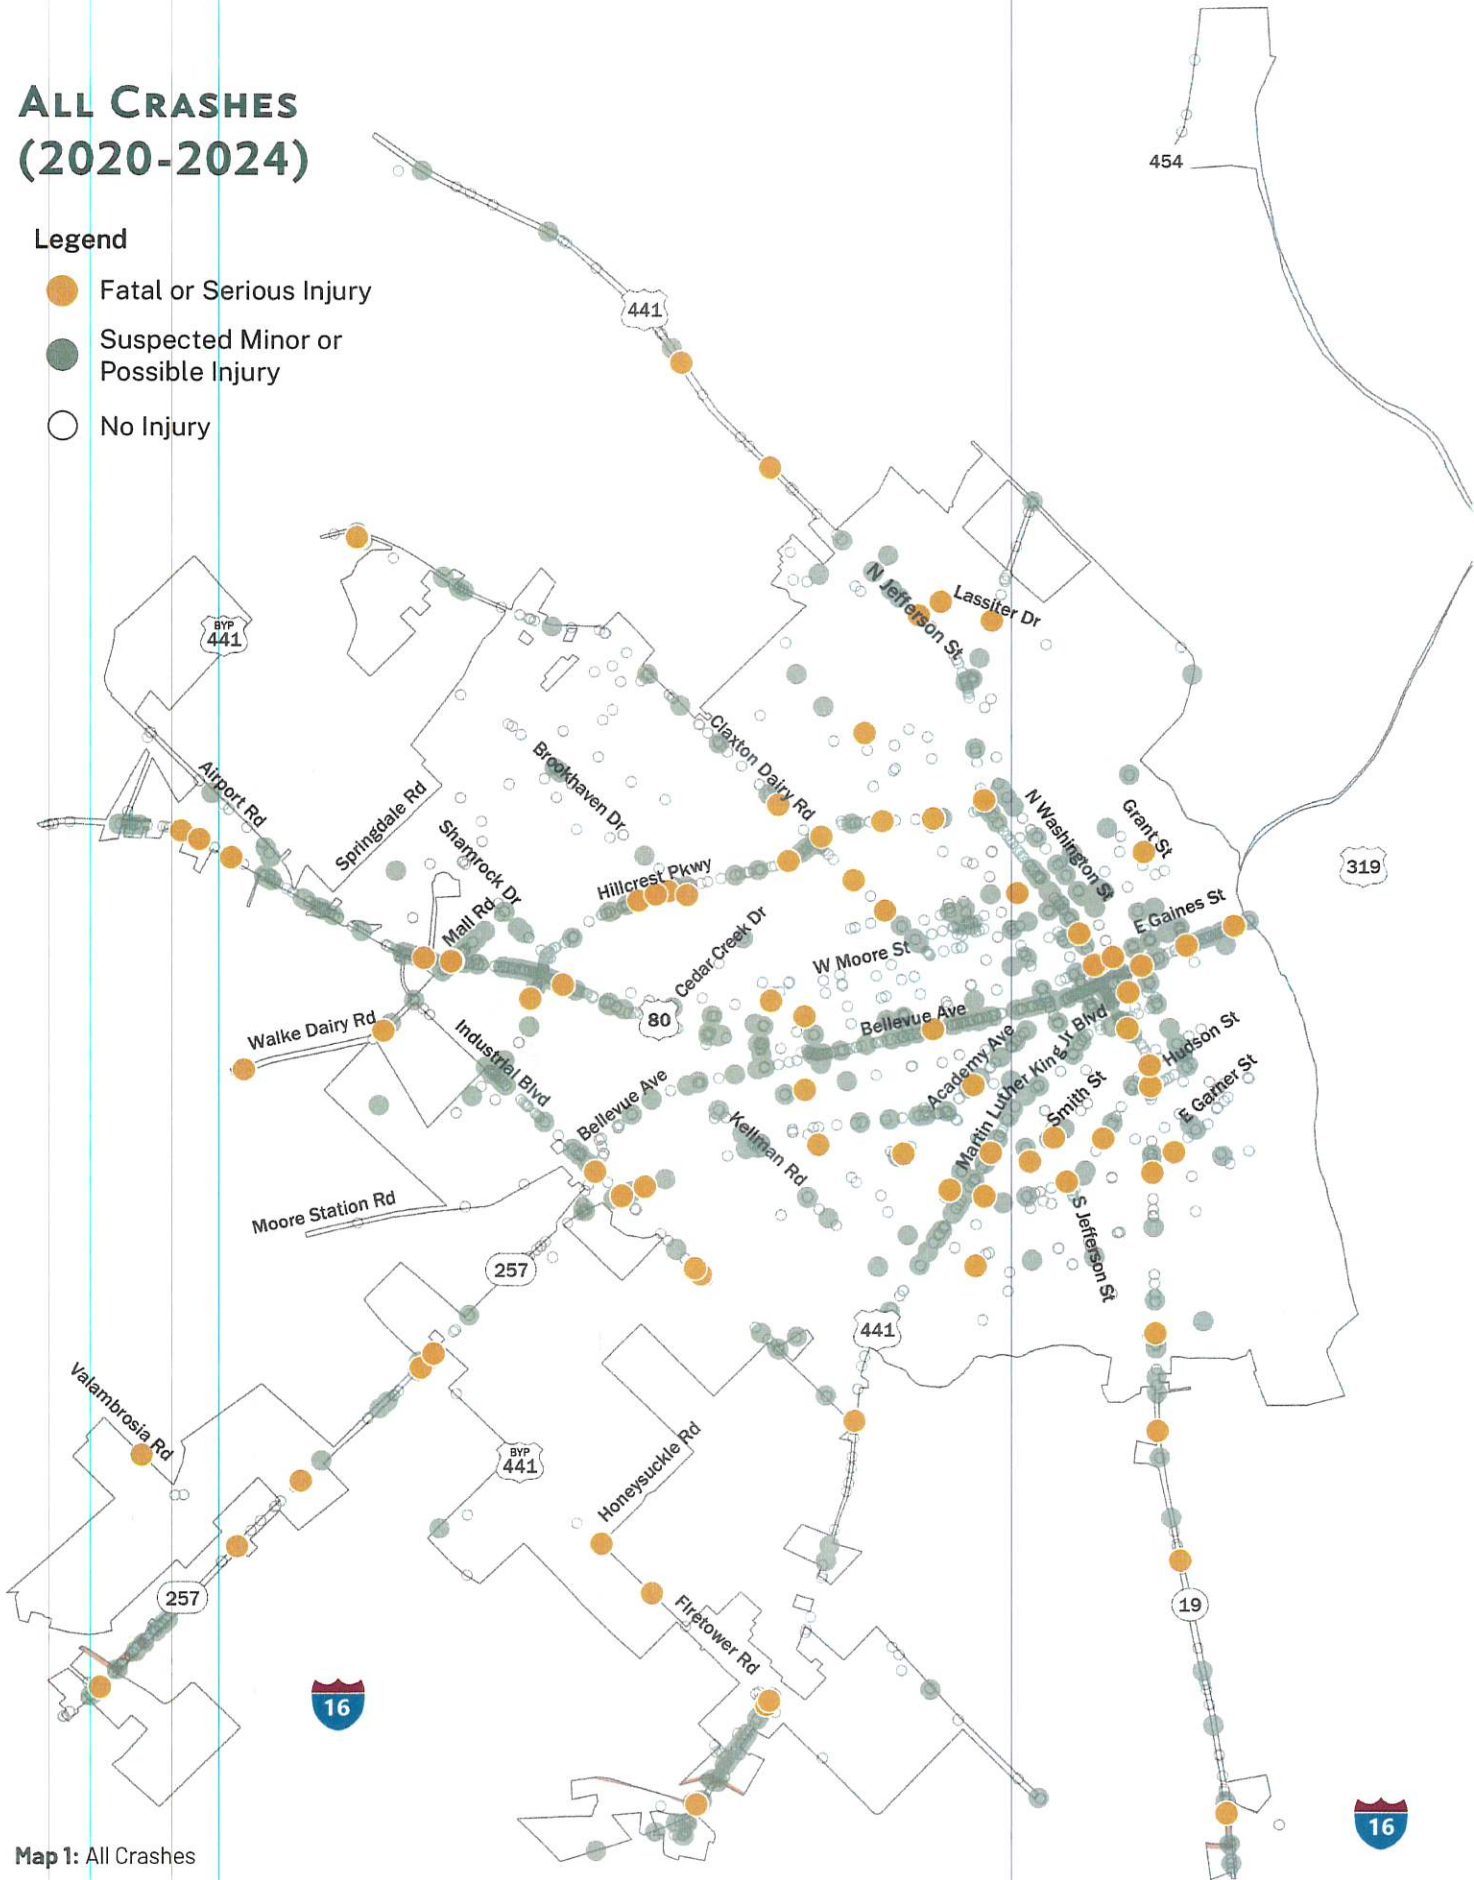 ALL CRASHES
(2020-2024)
Legend
Fatal or Serious Injury
Suspected Minor or
Possible Injury
No Injury
454
441
BYP
441
N Jefferson St
Lassiter Dr
Airport Rd
Springdale Rd
Brookhaven Dr
Claxton Dairy Rd
N Washington St
Grant St
319
Shamrock Dr
Hillcrest Pkwy
Mall Rd
Cedar Creek Dr
W Moore St
E Gaines St
80
Bellevue Ave
Walke Dairy Rd
Industrial Blvd
Academy Ave
Martin Luther King Jr Blvd
Hudson St
Smith St
E Garner St
Bellevue Ave
Kellman Rd
Moore Station Rd
S Jefferson St
257
441
Valambrosia Rd
BYP
441
Honeysuckle Rd
257
Firetower Rd
19
16
16
Map 1: All Crashes